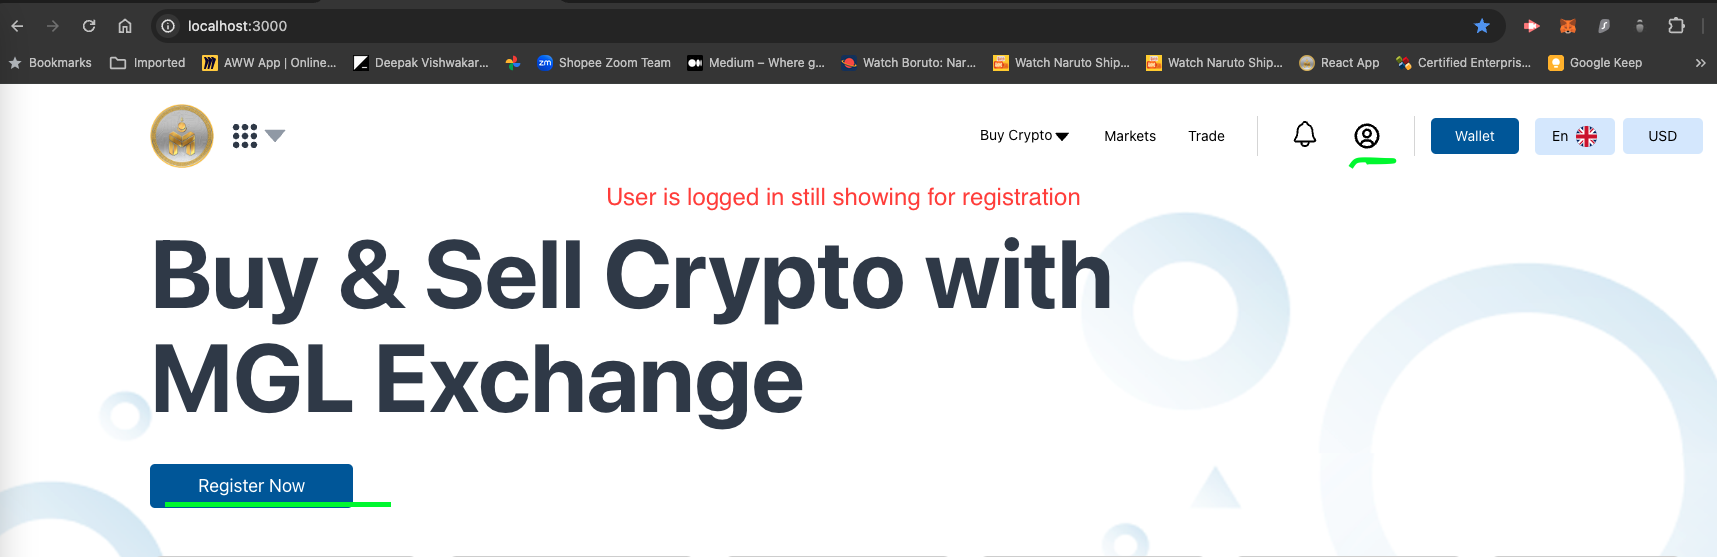 localhost:3000
Bookmarks Imported AWW App | Online... Deepak Vishwakar... zm Shopee Zoom Team Medium – Where g... Watch Boruto: Nar... Watch Naruto Ship... Watch Naruto Ship... React App Certified Enterpris... Google Keep »
Buy Crypto Markets Trade Wallet En USD
User is logged in still showing for registration
Buy & Sell Crypto with
MGL Exchange
Register Now